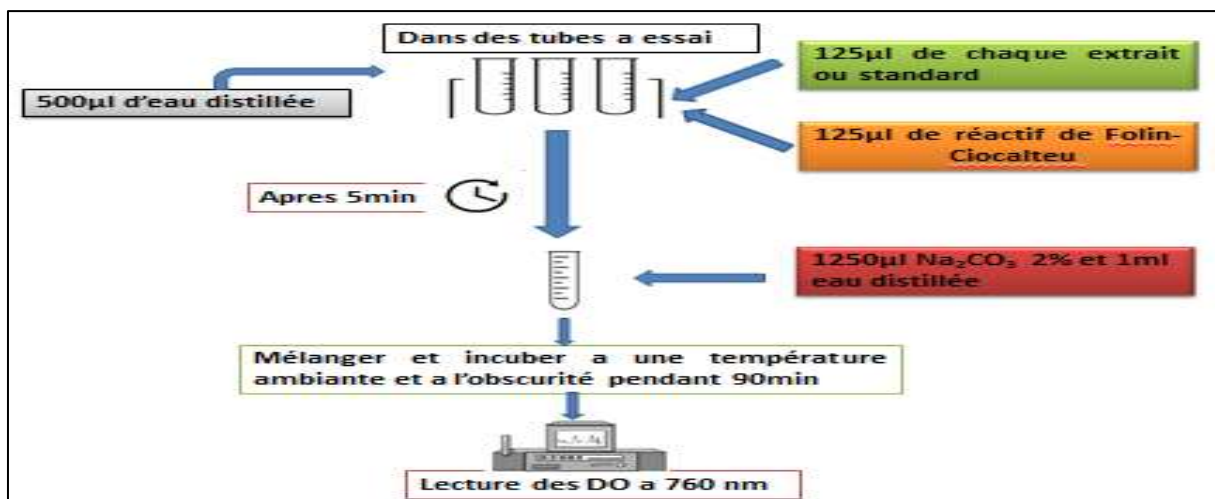 Dans des tubes a essai
500µl d'eau distillée
125µl de chaque extrait
ou standard
125µl de réactif de Folin-
Ciocalteu
Apres 5min
1250µl Na₂CO₃ 2% et 1ml
eau distillée
Mélanger et incuber a une température
ambiante et a l'obscurité pendant 90min
Lecture des DO a 760 nm